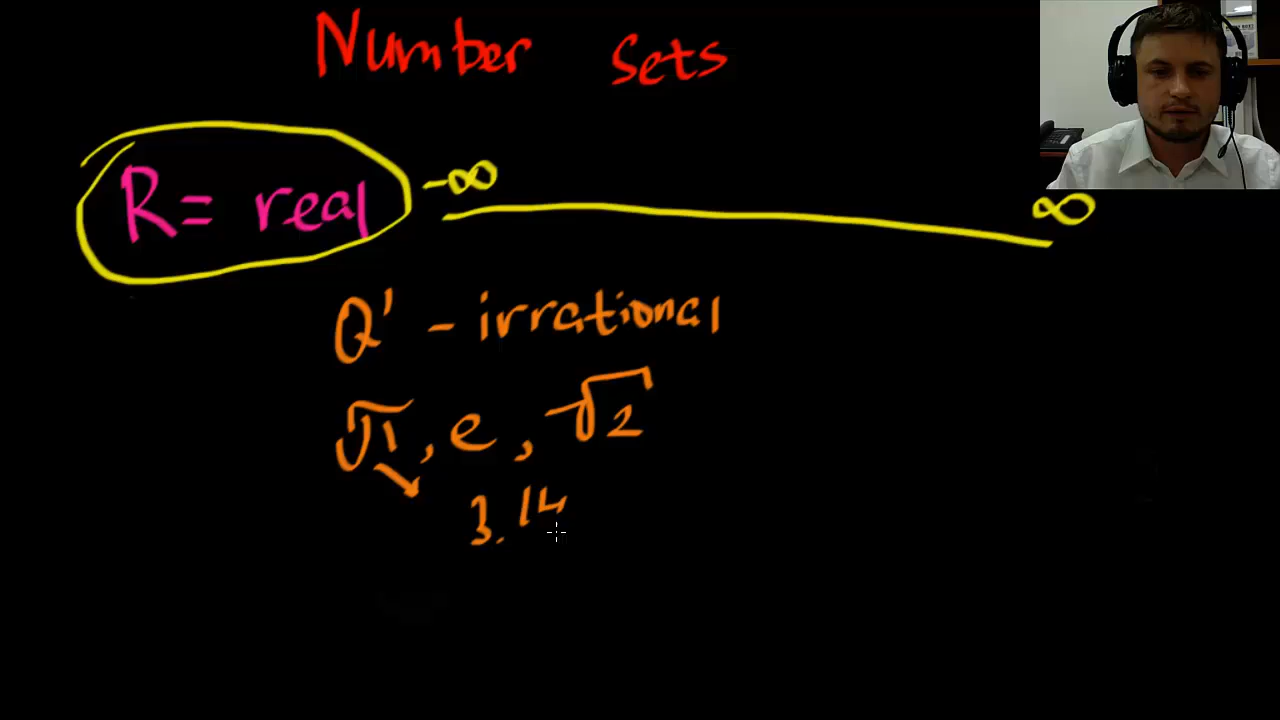 Number sets
R = real -∞ ∞
Q' - irrational
π, e, √2
3.14